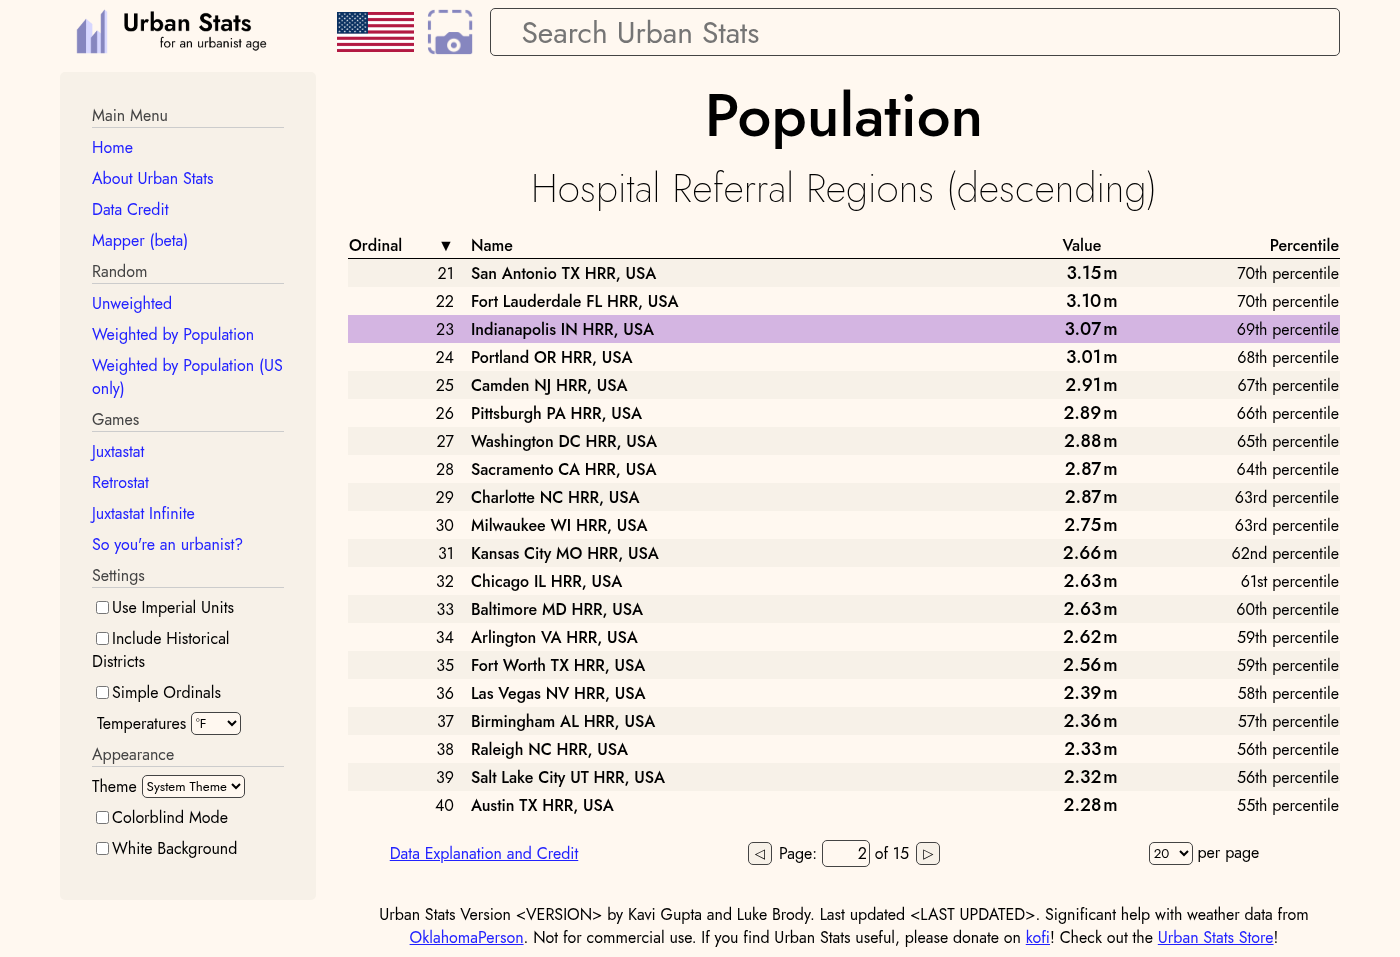 Urban Stats
for an urbanist age
Search Urban Stats
Main Menu
Home
About Urban Stats
Data Credit
Mapper (beta)
Random
Unweighted
Weighted by Population
Weighted by Population (US
only)
Games
Juxtastat
Retrostat
Juxtastat Infinite
So you're an urbanist?
Settings
Use Imperial Units
Include Historical
Districts
Simple Ordinals
Temperatures °F
Appearance
Theme System Theme
Colorblind Mode
White Background
Population
Hospital Referral Regions (descending)
Ordinal ▼ Name Value Percentile
21 San Antonio TX HRR, USA 3.15 m 70th percentile
22 Fort Lauderdale FL HRR, USA 3.10 m 70th percentile
23 Indianapolis IN HRR, USA 3.07 m 69th percentile
24 Portland OR HRR, USA 3.01 m 68th percentile
25 Camden NJ HRR, USA 2.91 m 67th percentile
26 Pittsburgh PA HRR, USA 2.89 m 66th percentile
27 Washington DC HRR, USA 2.88 m 65th percentile
28 Sacramento CA HRR, USA 2.87 m 64th percentile
29 Charlotte NC HRR, USA 2.87 m 63rd percentile
30 Milwaukee WI HRR, USA 2.75 m 63rd percentile
31 Kansas City MO HRR, USA 2.66 m 62nd percentile
32 Chicago IL HRR, USA 2.63 m 61st percentile
33 Baltimore MD HRR, USA 2.63 m 60th percentile
34 Arlington VA HRR, USA 2.62 m 59th percentile
35 Fort Worth TX HRR, USA 2.56 m 59th percentile
36 Las Vegas NV HRR, USA 2.39 m 58th percentile
37 Birmingham AL HRR, USA 2.36 m 57th percentile
38 Raleigh NC HRR, USA 2.33 m 56th percentile
39 Salt Lake City UT HRR, USA 2.32 m 56th percentile
40 Austin TX HRR, USA 2.28 m 55th percentile
Data Explanation and Credit ◁ Page: 2 of 15 ▷ 20 per page
Urban Stats Version <VERSION> by Kavi Gupta and Luke Brody. Last updated <LAST UPDATED>. Significant help with weather data from
OklahomaPerson. Not for commercial use. If you find Urban Stats useful, please donate on kofi! Check out the Urban Stats Store!